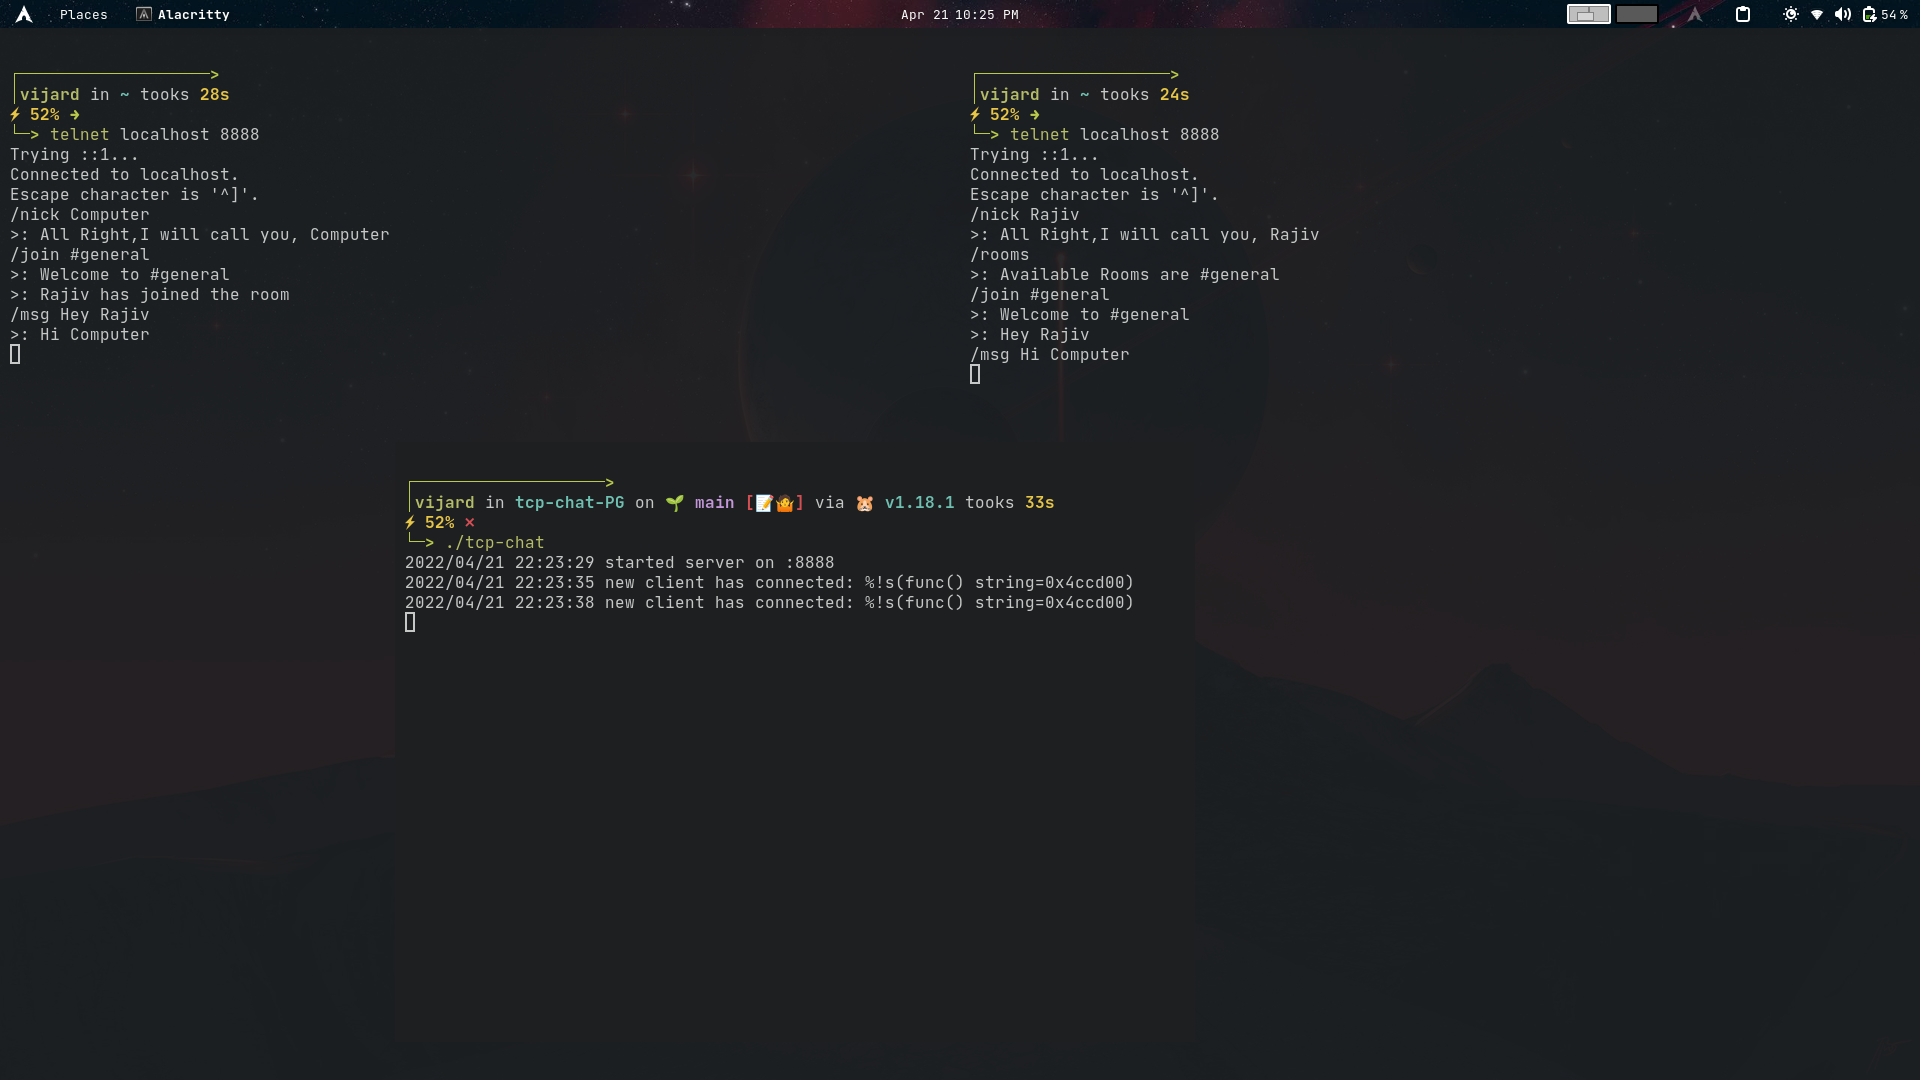 Places Alacritty Apr 21 10:25 PM 54%
vijard in ~ tooks 28s
⚡ 52% ➜
└─> telnet localhost 8888
Trying ::1...
Connected to localhost.
Escape character is '^]'.
/nick Computer
>: All Right,I will call you, Computer
/join #general
>: Welcome to #general
>: Rajiv has joined the room
/msg Hey Rajiv
>: Hi Computer
vijard in ~ tooks 24s
⚡ 52% ➜
└─> telnet localhost 8888
Trying ::1...
Connected to localhost.
Escape character is '^]'.
/nick Rajiv
>: All Right,I will call you, Rajiv
/rooms
>: Available Rooms are #general
/join #general
>: Welcome to #general
>: Hey Rajiv
/msg Hi Computer
vijard in tcp-chat-PG on 🌱 main [📝🤷] via 🐹 v1.18.1 tooks 33s
⚡ 52% ×
└─> ./tcp-chat
2022/04/21 22:23:29 started server on :8888
2022/04/21 22:23:35 new client has connected: %!s(func() string=0x4ccd00)
2022/04/21 22:23:38 new client has connected: %!s(func() string=0x4ccd00)